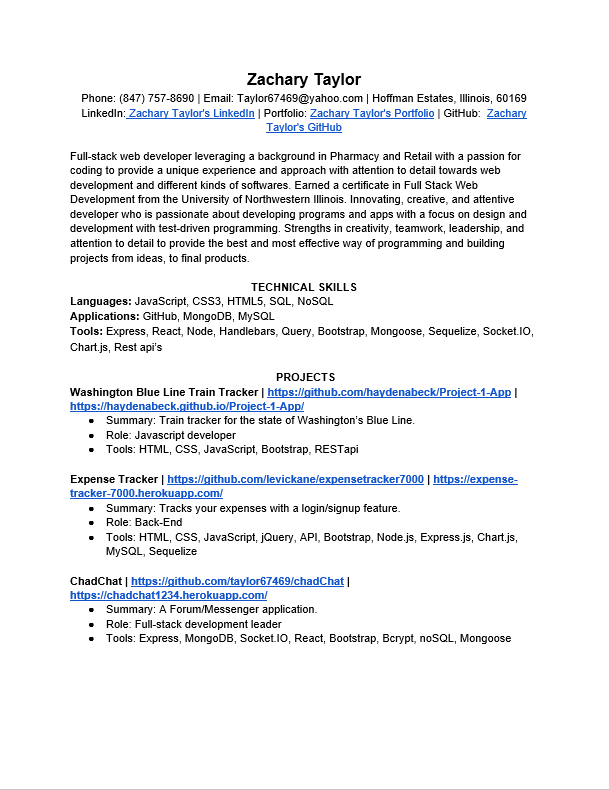 Zachary Taylor
Phone: (847) 757-8690 | Email: Taylor67469@yahoo.com | Hoffman Estates, Illinois, 60169
LinkedIn: Zachary Taylor's LinkedIn | Portfolio: Zachary Taylor's Portfolio | GitHub: Zachary
Taylor's GitHub
Full-stack web developer leveraging a background in Pharmacy and Retail with a passion for
coding to provide a unique experience and approach with attention to detail towards web
development and different kinds of softwares. Earned a certificate in Full Stack Web
Development from the University of Northwestern Illinois. Innovating, creative, and attentive
developer who is passionate about developing programs and apps with a focus on design and
development with test-driven programming. Strengths in creativity, teamwork, leadership, and
attention to detail to provide the best and most effective way of programming and building
projects from ideas, to final products.
TECHNICAL SKILLS
Languages: JavaScript, CSS3, HTML5, SQL, NoSQL
Applications: GitHub, MongoDB, MySQL
Tools: Express, React, Node, Handlebars, Query, Bootstrap, Mongoose, Sequelize, Socket.IO,
Chart.js, Rest api's
PROJECTS
Washington Blue Line Train Tracker | https://github.com/haydenabeck/Project-1-App |
https://haydenabeck.github.io/Project-1-App/
● Summary: Train tracker for the state of Washington's Blue Line.
● Role: Javascript developer
● Tools: HTML, CSS, JavaScript, Bootstrap, RESTapi
Expense Tracker | https://github.com/levickane/expensetracker7000 | https://expense-
tracker-7000.herokuapp.com/
● Summary: Tracks your expenses with a login/signup feature.
● Role: Back-End
● Tools: HTML, CSS, JavaScript, jQuery, API, Bootstrap, Node.js, Express.js, Chart.js,
MySQL, Sequelize
ChadChat | https://github.com/taylor67469/chadChat |
https://chadchat1234.herokuapp.com/
● Summary: A Forum/Messenger application.
● Role: Full-stack development leader
● Tools: Express, MongoDB, Socket.IO, React, Bootstrap, Bcrypt, noSQL, Mongoose